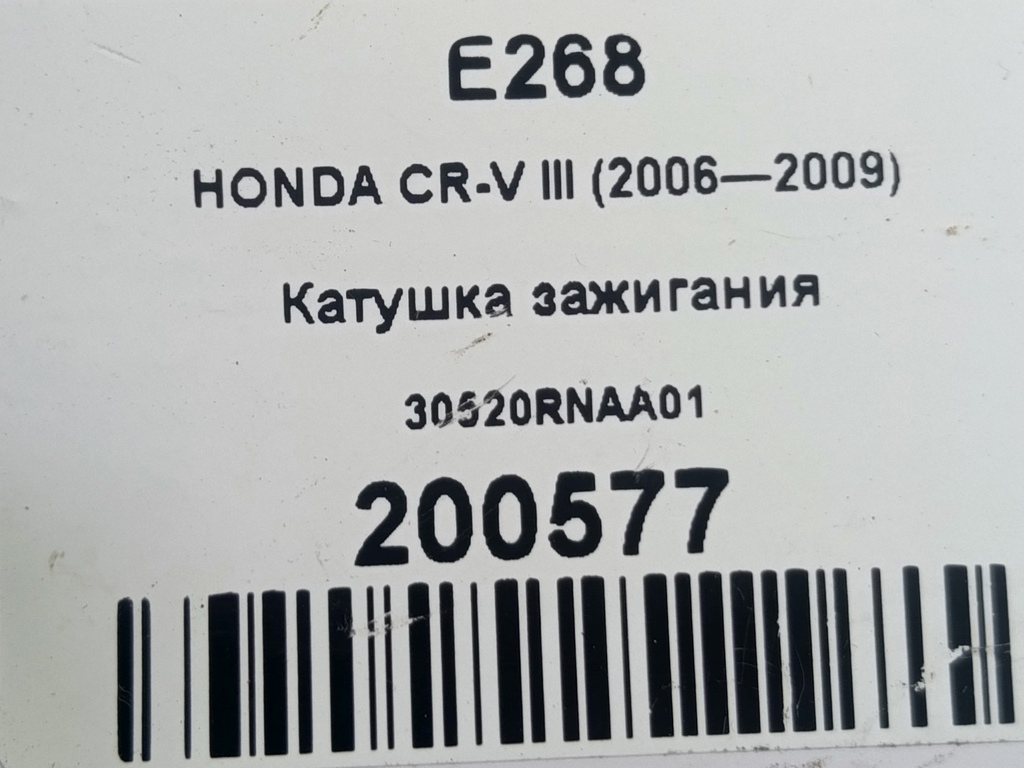 E268
HONDA CR-V III (2006—2009)
Катушка зажигания
30520RNAA01
200577